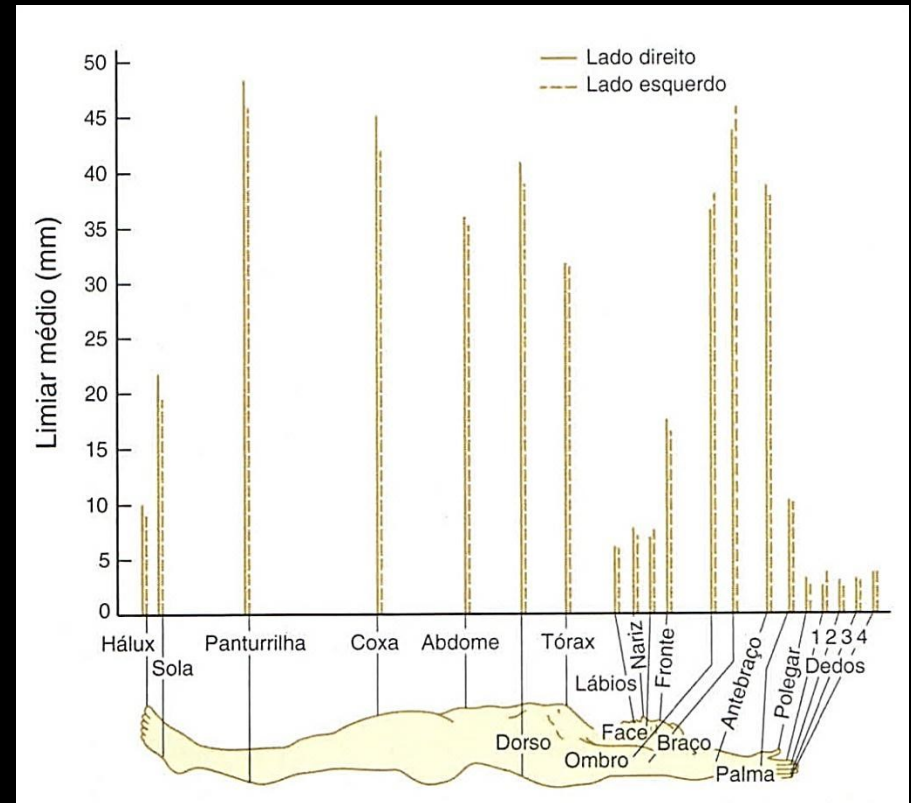 Lado direito
Lado esquerdo
Limiar médio (mm)
50
45
40
35
30
25
20
15
10
5
0
Hálux
Sola
Panturrilha
Coxa
Abdome
Dorso
Tórax
Lábios
Nariz
Face
Fronte
Ombro
Braço
Antebraço
Palma
Polegar
1 2 3 4
Dedos